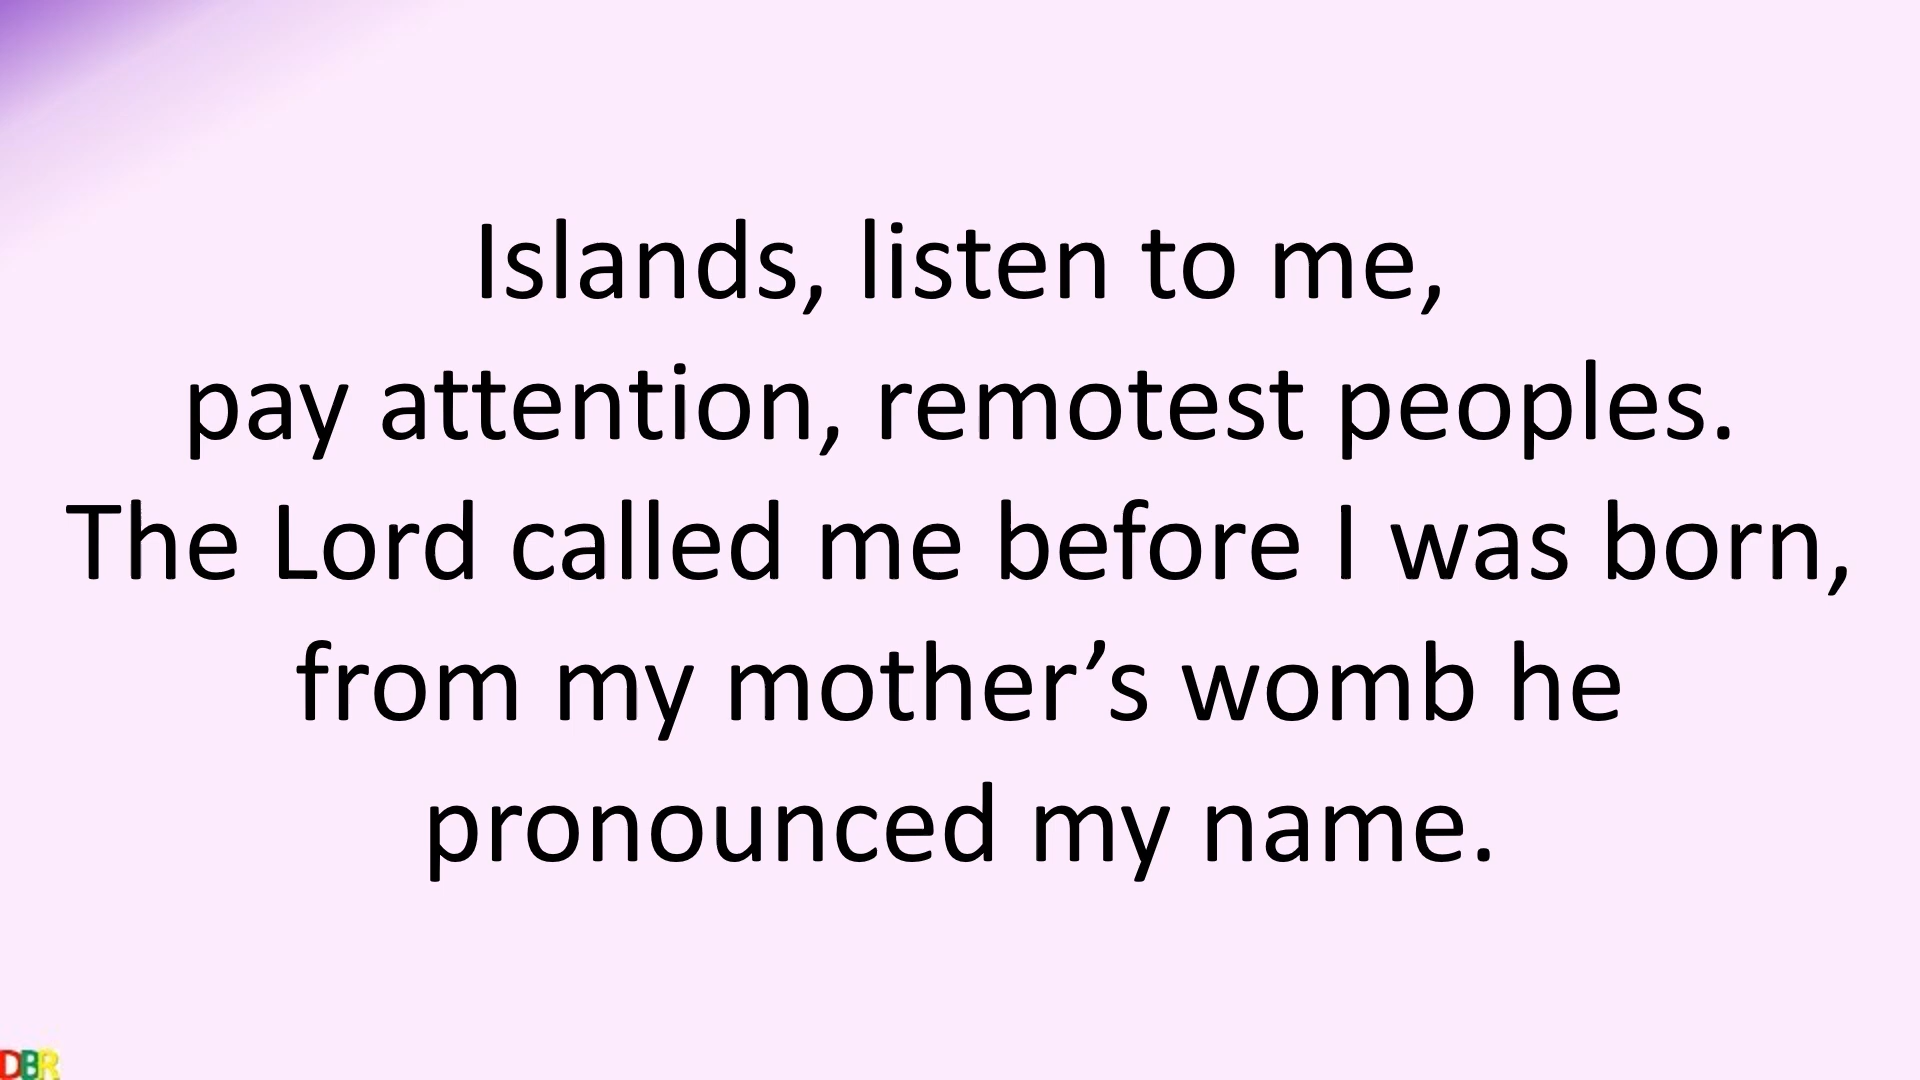 Islands, listen to me,
pay attention, remotest peoples.
The Lord called me before I was born,
from my mother’s womb he
pronounced my name.
DBR